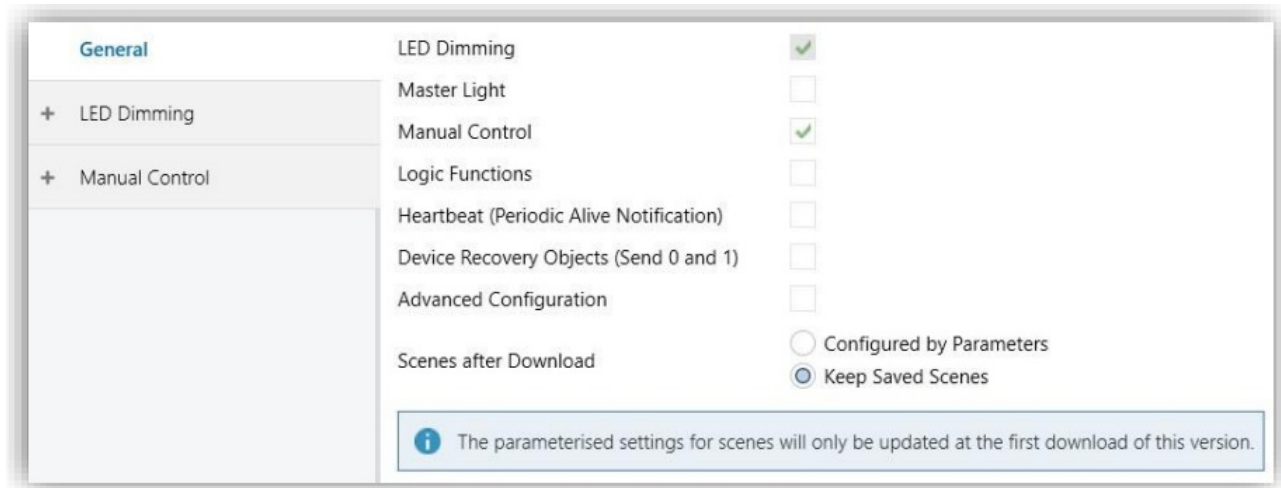 General
+ LED Dimming
+ Manual Control
LED Dimming
Master Light
Manual Control
Logic Functions
Heartbeat (Periodic Alive Notification)
Device Recovery Objects (Send 0 and 1)
Advanced Configuration
Scenes after Download
Configured by Parameters
Keep Saved Scenes
The parameterised settings for scenes will only be updated at the first download of this version.